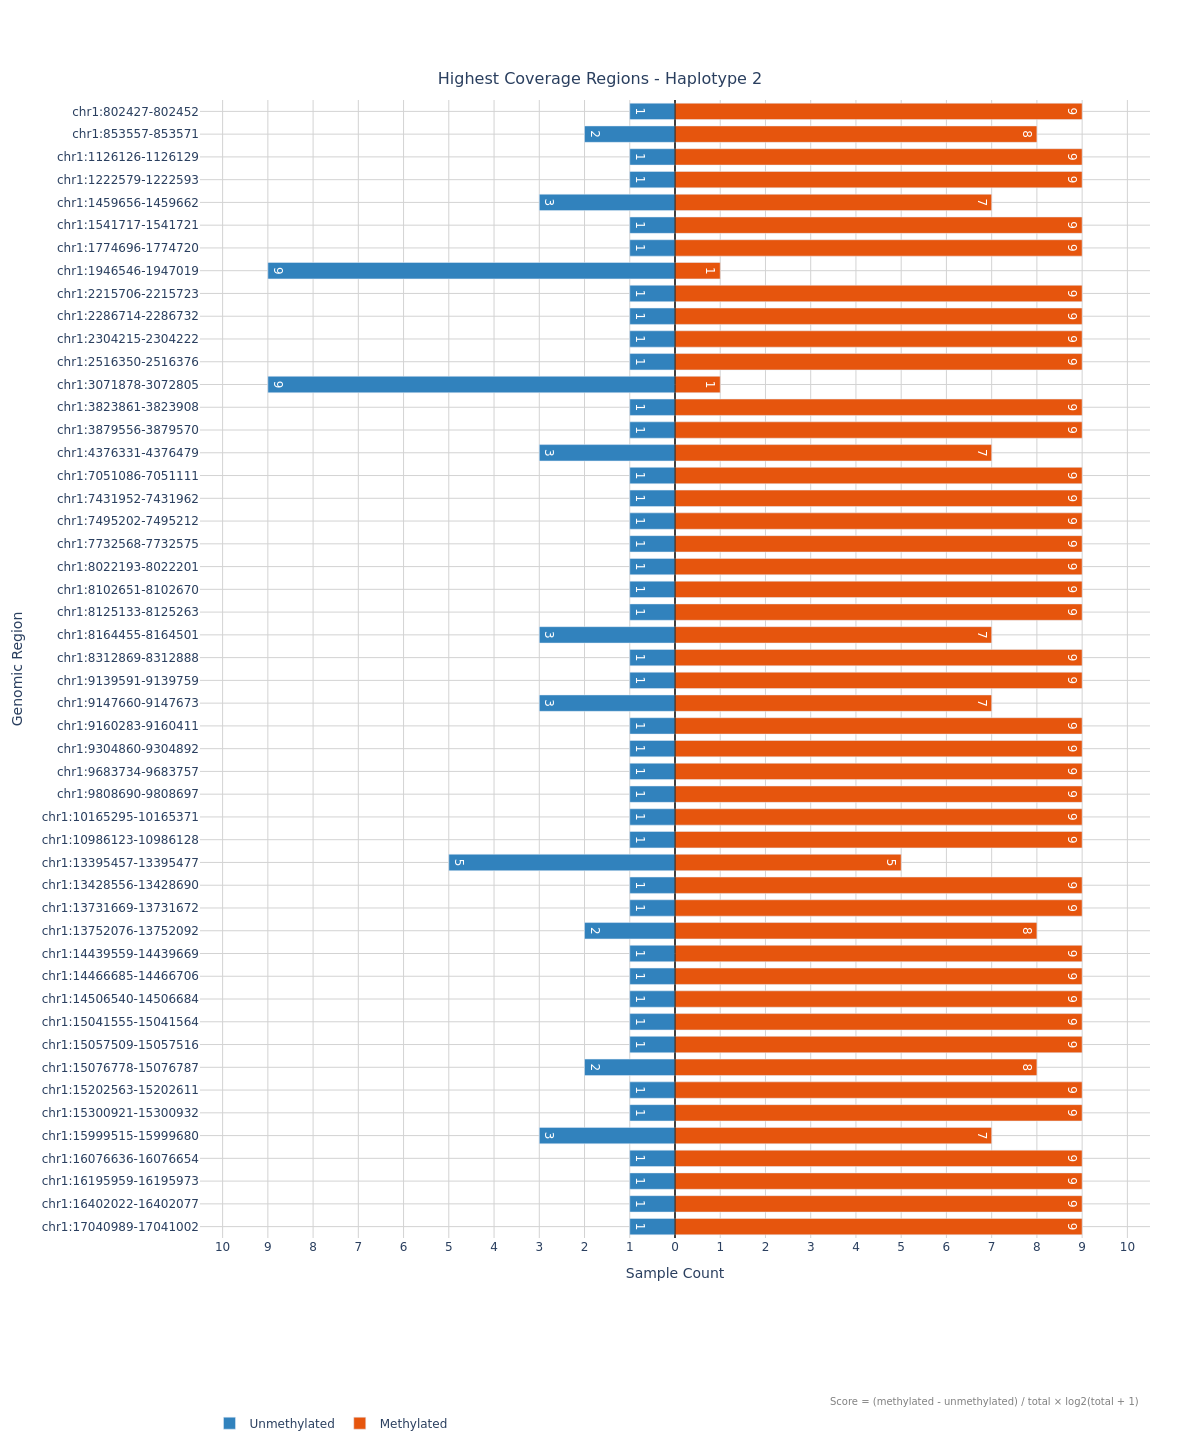 Highest Coverage Regions - Haplotype 2
chr1:802427-802452 1 9
chr1:853557-853571 2 8
chr1:1126126-1126129 1 9
chr1:1222579-1222593 1 9
chr1:1459656-1459662 3 7
chr1:1541717-1541721 1 9
chr1:1774696-1774720 1 9
chr1:1946546-1947019 9 1
chr1:2215706-2215723 1 9
chr1:2286714-2286732 1 9
chr1:2304215-2304222 1 9
chr1:2516350-2516376 1 9
chr1:3071878-3072805 9 1
chr1:3823861-3823908 1 9
chr1:3879556-3879570 1 9
chr1:4376331-4376479 3 7
chr1:7051086-7051111 1 9
chr1:7431952-7431962 1 9
chr1:7495202-7495212 1 9
chr1:7732568-7732575 1 9
chr1:8022193-8022201 1 9
chr1:8102651-8102670 1 9
chr1:8125133-8125263 1 9
chr1:8164455-8164501 3 7
chr1:8312869-8312888 1 9
chr1:9139591-9139759 1 9
chr1:9147660-9147673 3 7
chr1:9160283-9160411 1 9
chr1:9304860-9304892 1 9
chr1:9683734-9683757 1 9
chr1:9808690-9808697 1 9
chr1:10165295-10165371 1 9
chr1:10986123-10986128 1 9
chr1:13395457-13395477 5 5
chr1:13428556-13428690 1 9
chr1:13731669-13731672 1 9
chr1:13752076-13752092 2 8
chr1:14439559-14439669 1 9
chr1:14466685-14466706 1 9
chr1:14506540-14506684 1 9
chr1:15041555-15041564 1 9
chr1:15057509-15057516 1 9
chr1:15076778-15076787 2 8
chr1:15202563-15202611 1 9
chr1:15300921-15300932 1 9
chr1:15999515-15999680 3 7
chr1:16076636-16076654 1 9
chr1:16195959-16195973 1 9
chr1:16402022-16402077 1 9
chr1:17040989-17041002 1 9
Genomic Region
10 9 8 7 6 5 4 3 2 1 0 1 2 3 4 5 6 7 8 9 10
Sample Count
Score = (methylated - unmethylated) / total × log2(total + 1)
Unmethylated Methylated